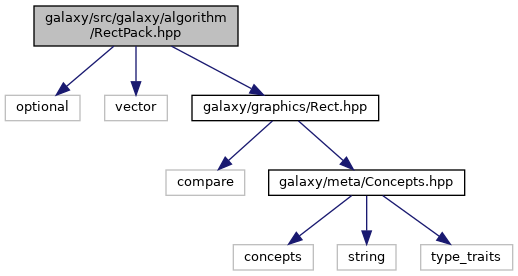 galaxy/src/galaxy/algorithm
/RectPack.hpp
optional
vector
galaxy/graphics/Rect.hpp
compare
galaxy/meta/Concepts.hpp
concepts
string
type_traits